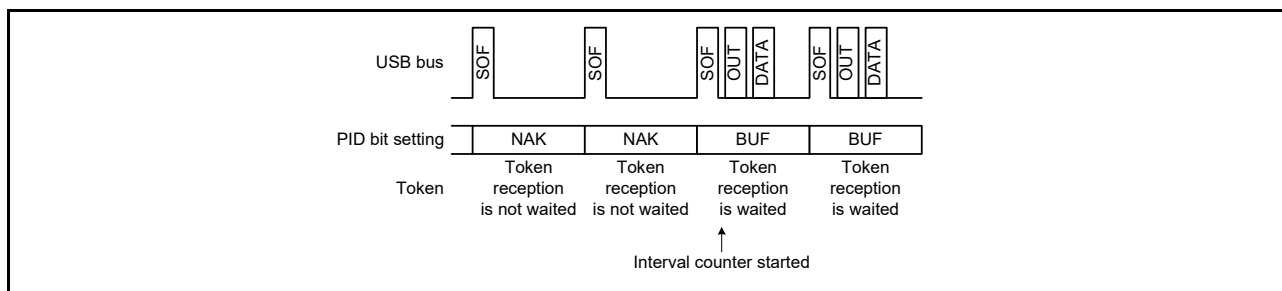 USB bus
SOF SOF SOF OUT DATA SOF OUT DATA
PID bit setting NAK NAK BUF BUF
Token
Token reception is not waited
Token reception is not waited
Token reception is waited
Token reception is waited
Interval counter started